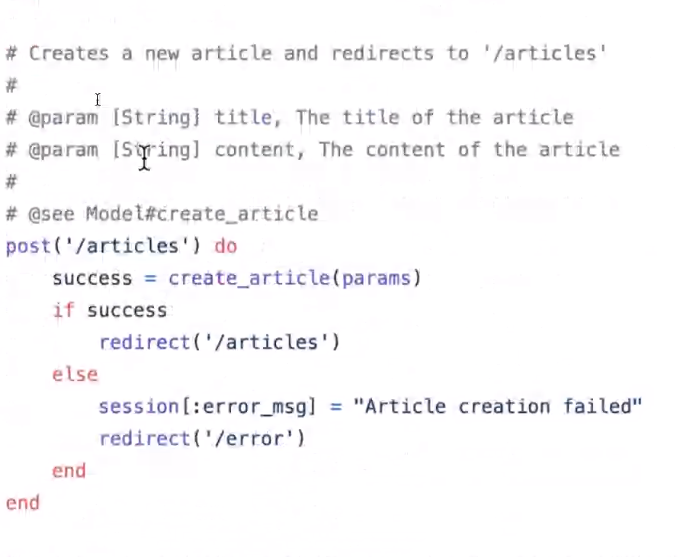 # Creates a new article and redirects to '/articles'
#
# @param [String] title, The title of the article
# @param [String] content, The content of the article
#
# @see Model#create_article
post('/articles') do
    success = create_article(params)
    if success
        redirect('/articles')
    else
        session[:error_msg] = "Article creation failed"
        redirect('/error')
    end
end